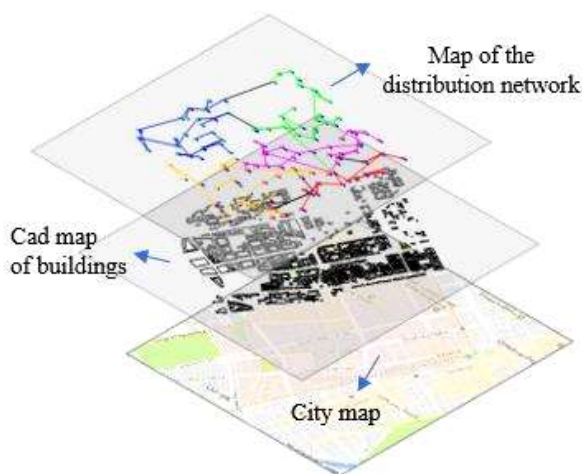 Map of the
distribution network
Cad map
of buildings
City map